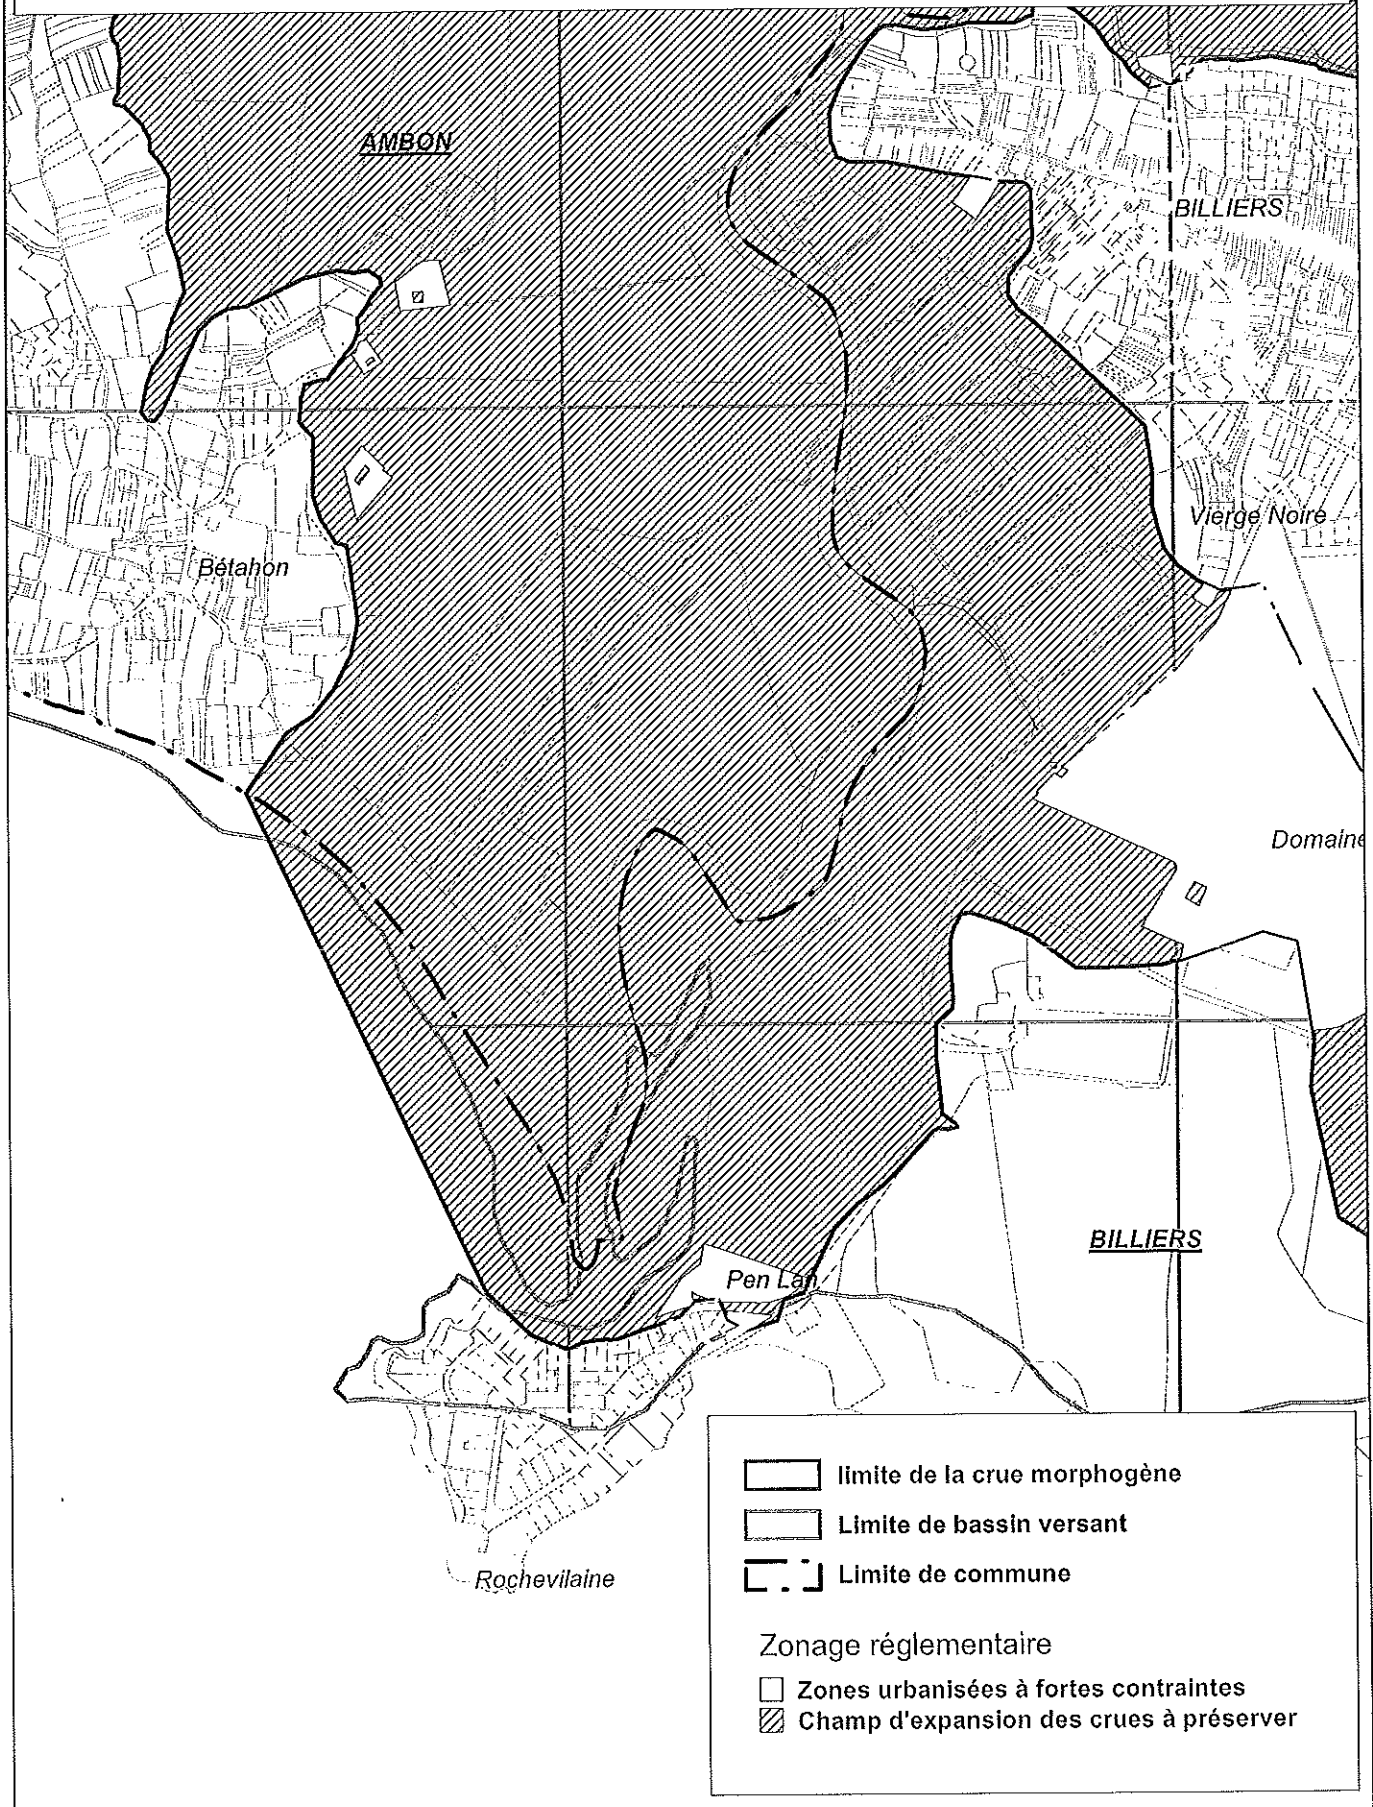 AMBON
BILLIERS
Vierge Noire
Bétahon
Domaine
BILLIERS
Pen Lan
Rochevilaine
limite de la crue morphogène
Limite de bassin versant
Limite de commune
Zonage réglementaire
Zones urbanisées à fortes contraintes
Champ d'expansion des crues à préserver